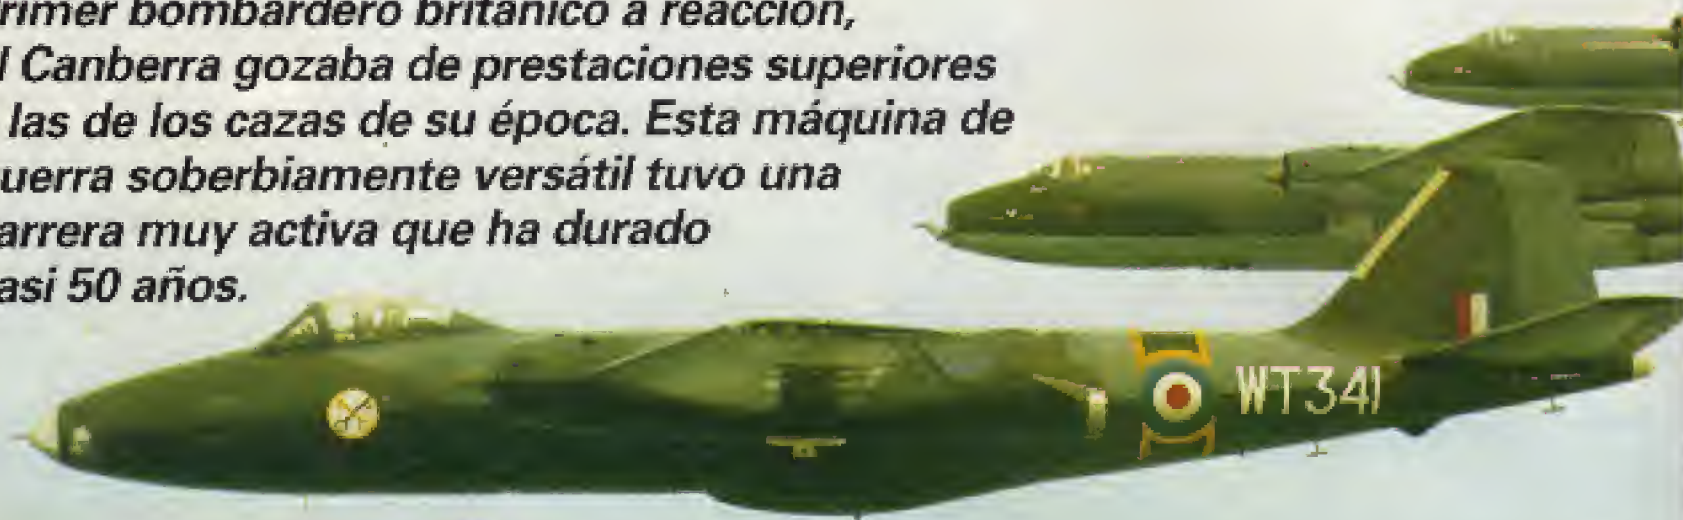 rimer bombardero británico a reacción,
l Canberra gozaba de prestaciones superiores
las de los cazas de su época. Esta máquina de
uerra soberbiamente versátil tuvo una
arrera muy activa que ha durado
asi 50 años.
WT341